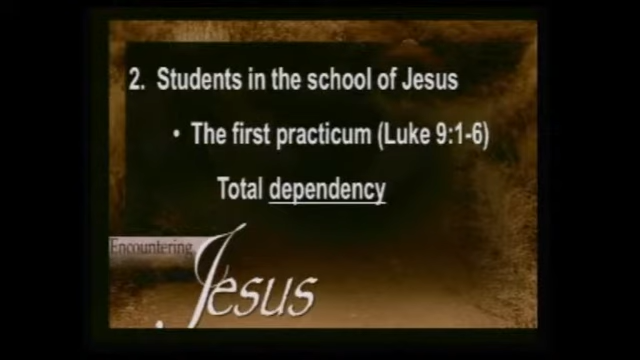 2. Students in the school of Jesus
• The first practicum (Luke 9:1-6)
Total dependency
Encountering
Jesus